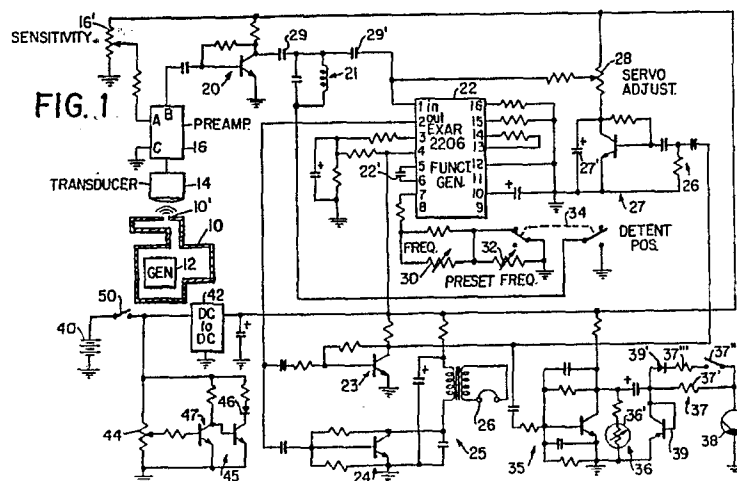 16'
SENSITIVITY.
FIG. 1
A
B
C
PREAMP.
16
TRANSDUCER
14
10'
10
GEN
12
20
29
29'
21
22
1 in
2 out
3 EXAR
4 2206
5 FUNCT
6 GEN.
7
8
16
15
14
13
12
11
10
9
22'
28
SERVO
ADJUST.
27'
26
27
34
DETENT
POS.
FREQ.
30
32
PRESET FREQ.
50
42
DC
to
DC
40
44
47
46
45
23
24
25
26
35
36'
36
39'
37'''
37''
37'
37
39
38